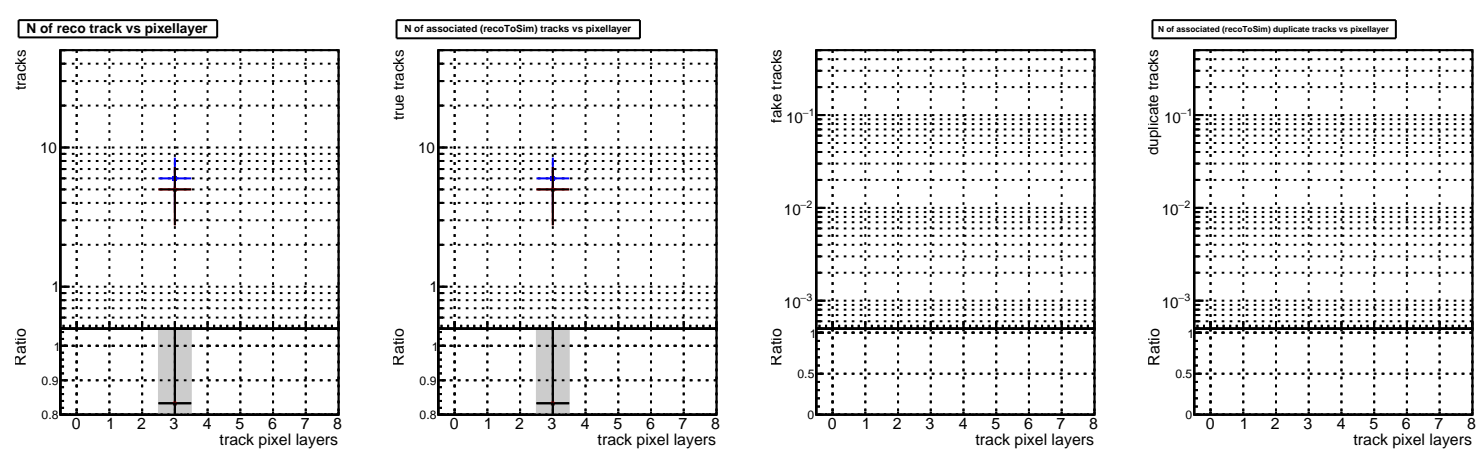 N of reco track vs pixellayer
tracks
10
1
Ratio
1
0.9
0.8
0 1 2 3 4 5 6 7 8
track pixel layers
N of associated (recoToSim) tracks vs pixellayer
true tracks
10
1
Ratio
1
0.9
0.8
0 1 2 3 4 5 6 7 8
track pixel layers
fake tracks
10⁻¹
10⁻²
10⁻³
Ratio
1
0.5
0
0 1 2 3 4 5 6 7 8
track pixel layers
N of associated (recoToSim) duplicate tracks vs pixellayer
duplicate tracks
10⁻¹
10⁻²
10⁻³
Ratio
1
0.5
0
0 1 2 3 4 5 6 7 8
track pixel layers